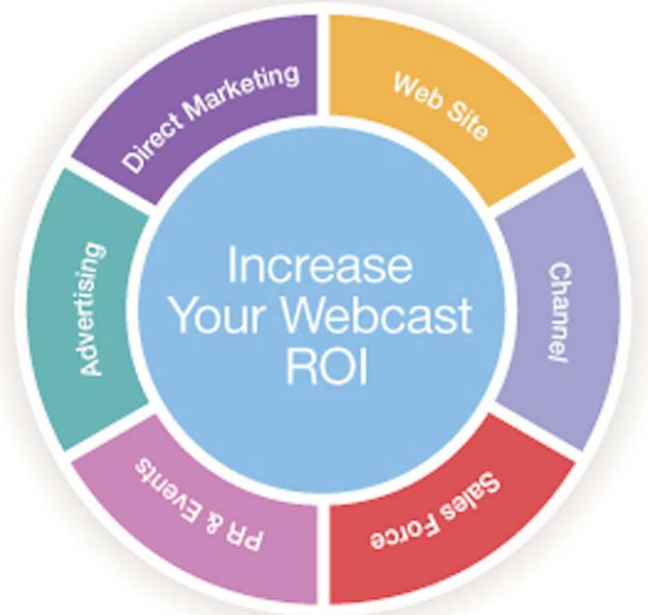 Increase
Your Webcast
ROI
Web Site
Channel
Sales Force
PR & Events
Advertising
Direct Marketing